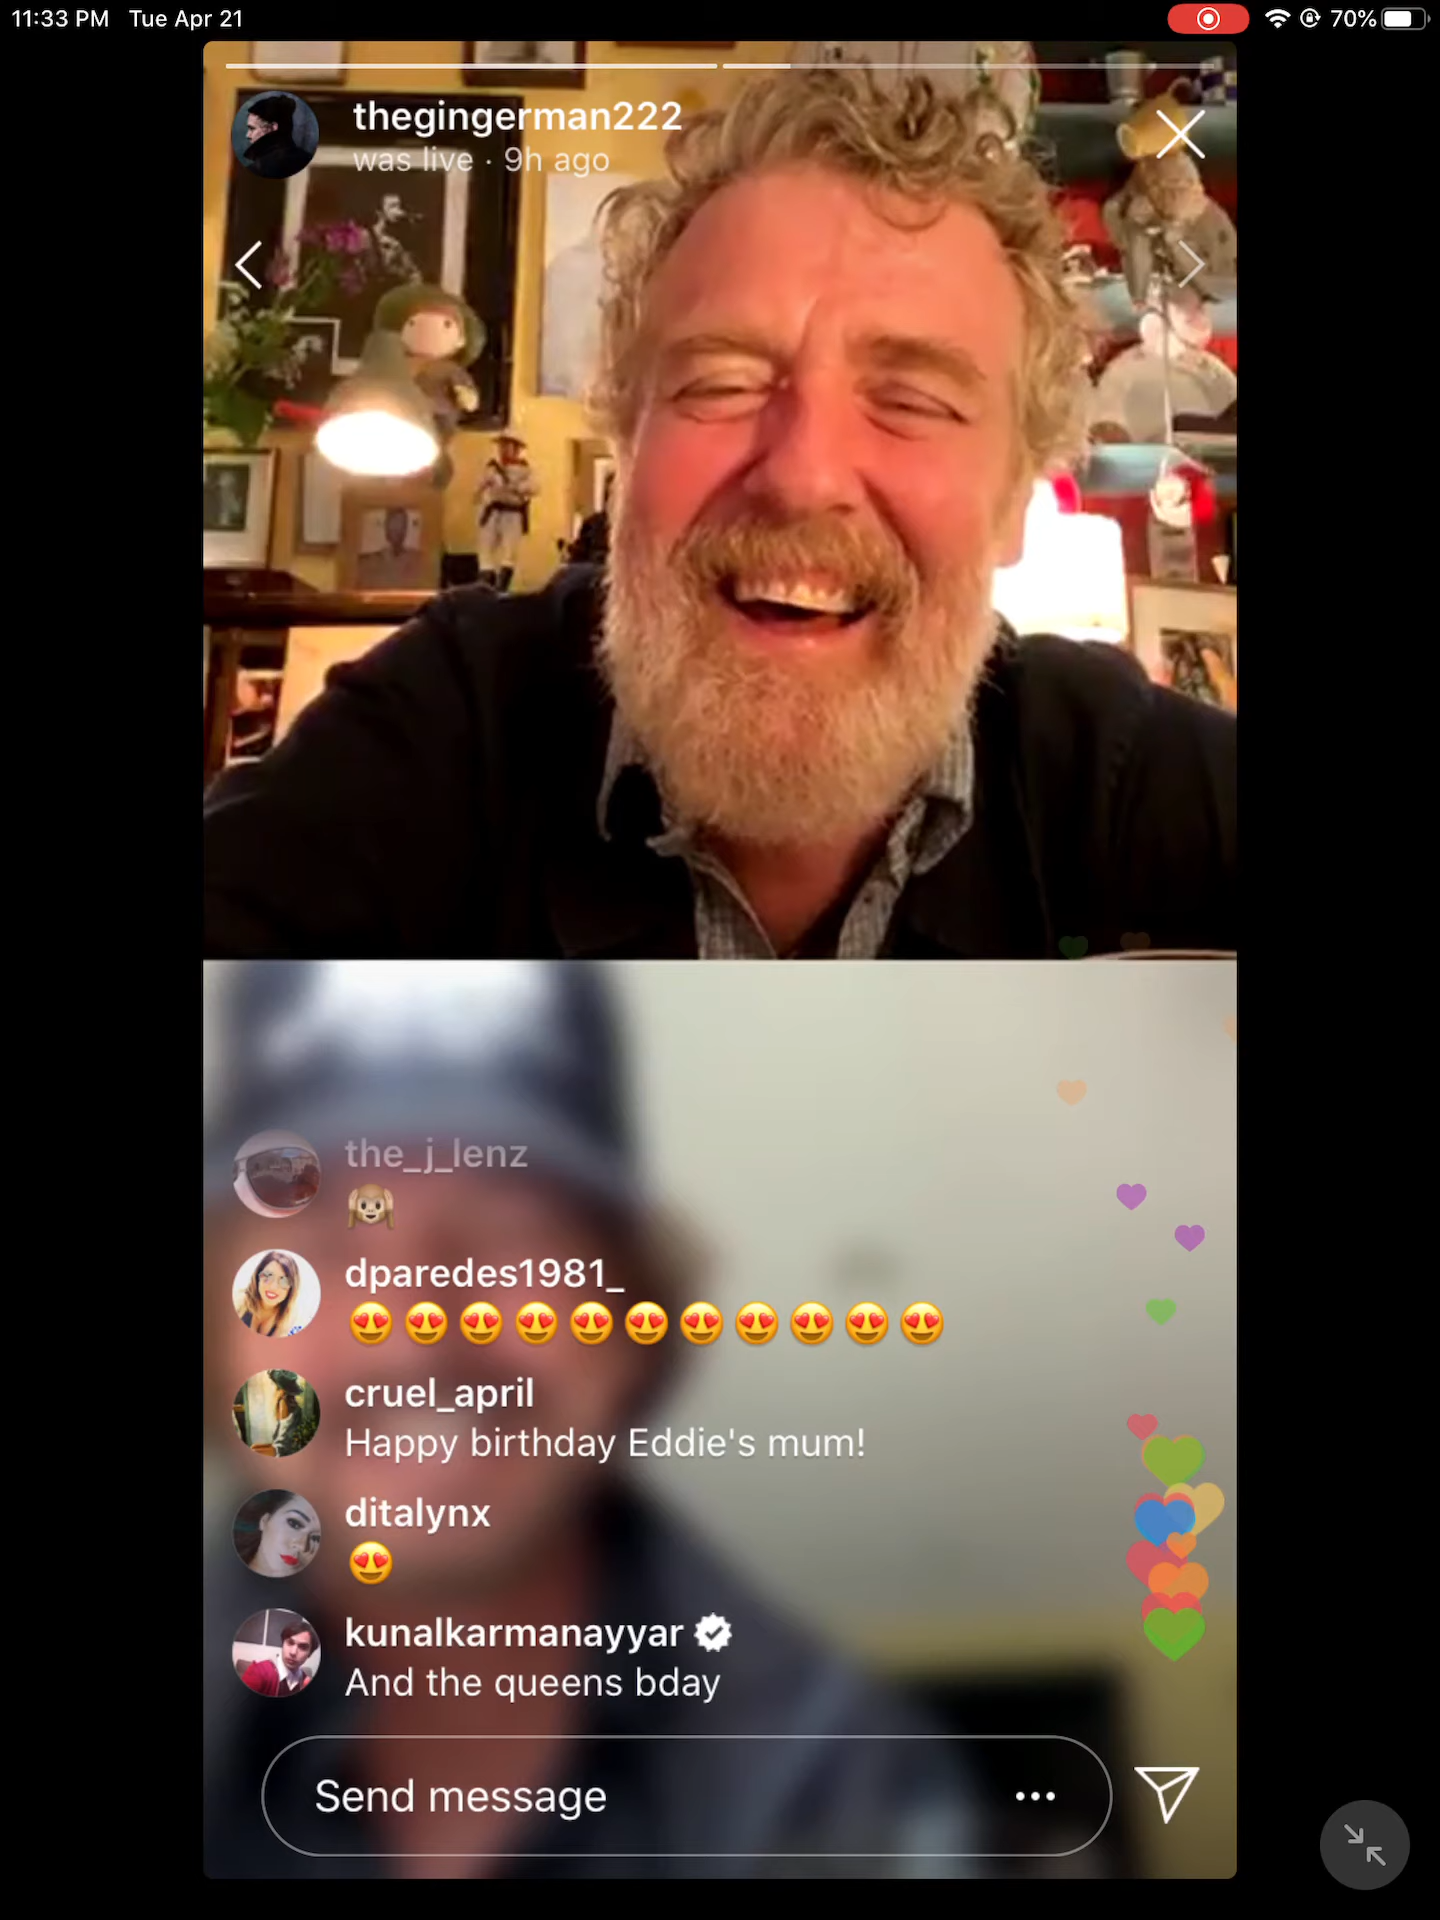 11:33 PM Tue Apr 21
70%
thegingerman222
was live · 9h ago
the_j_lenz
dparedes1981_
cruel_april
Happy birthday Eddie's mum!
ditalynx
kunalkarmanayyar
And the queens bday
Send message